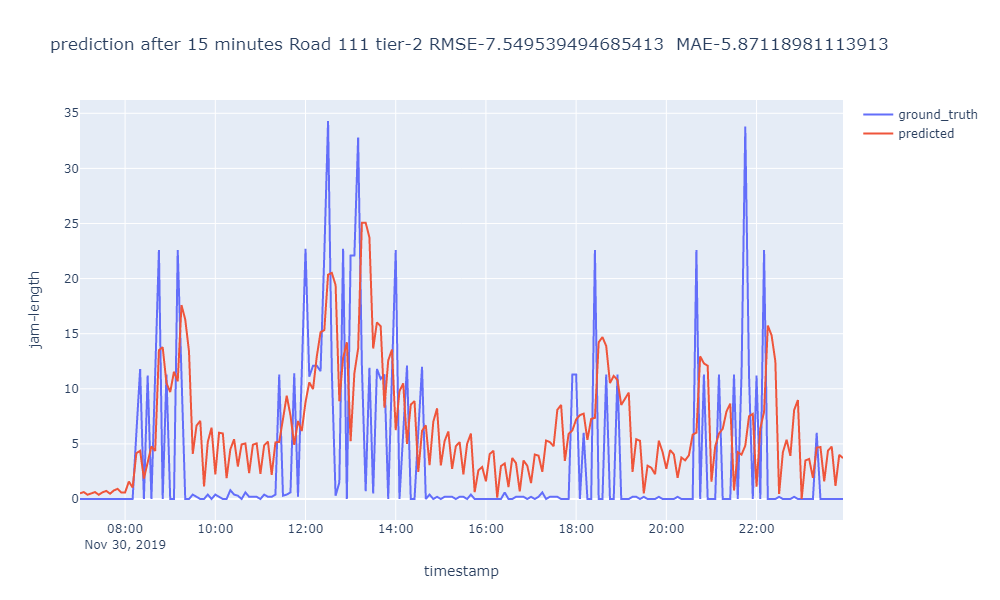 prediction after 15 minutes Road 111 tier-2 RMSE-7.549539494685413  MAE-5.87118981113913
ground_truth
predicted
jam-length
35
30
25
20
15
10
5
0
08:00 10:00 12:00 14:00 16:00 18:00 20:00 22:00
Nov 30, 2019
timestamp